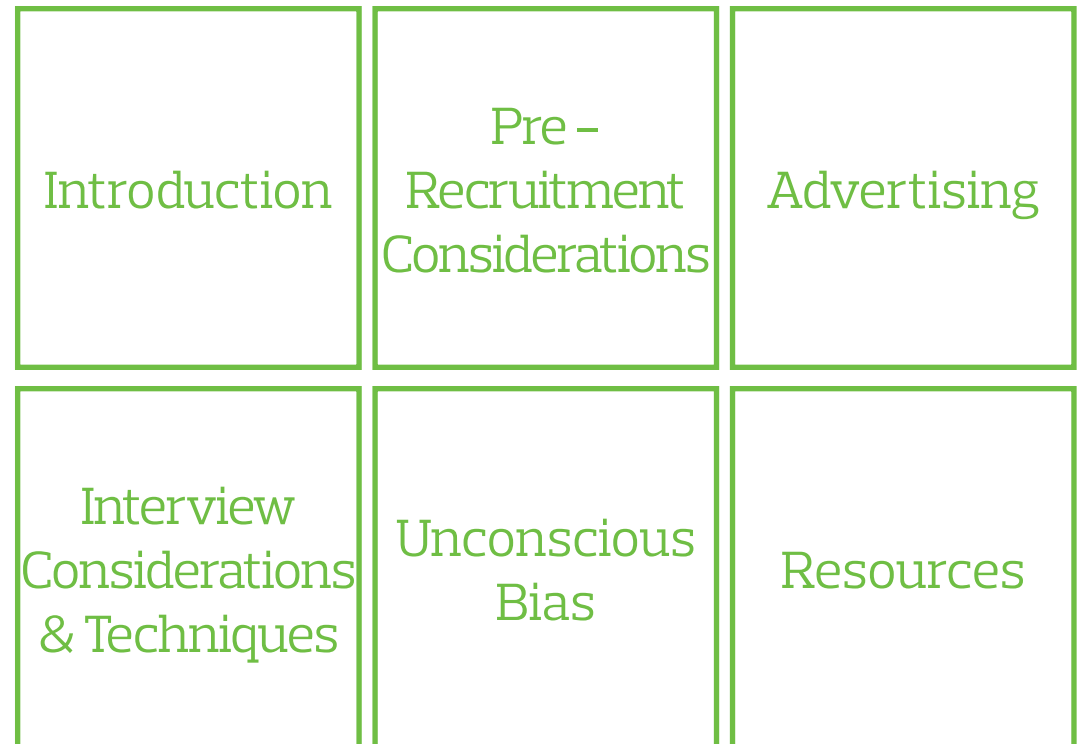 Introduction
Pre –
Recruitment
Considerations
Advertising
Interview
Considerations
& Techniques
Unconscious
Bias
Resources